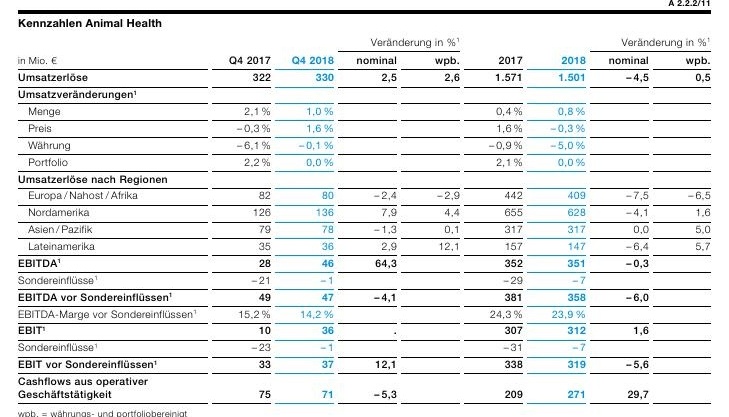 A 2.2.2/11
Kennzahlen Animal Health
Veränderung in %¹ Veränderung in %¹
in Mio. € Q4 2017 Q4 2018 nominal wpb. 2017 2018 nominal wpb.
Umsatzerlöse 322 330 2,5 2,6 1.571 1.501 –4,5 0,5
Umsatzveränderungen¹
Menge 2,1 % 1,0 % 0,4 % 0,8 %
Preis –0,3 % 1,6 % 1,6 % –0,3 %
Währung –6,1 % –0,1 % –0,9 % –5,0 %
Portfolio 2,2 % 0,0 % 2,1 % 0,0 %
Umsatzerlöse nach Regionen
Europa / Nahost / Afrika 82 80 –2,4 –2,9 442 409 –7,5 –6,5
Nordamerika 126 136 7,9 4,4 655 628 –4,1 1,6
Asien / Pazifik 79 78 –1,3 0,1 317 317 0,0 5,0
Lateinamerika 35 36 2,9 12,1 157 147 –6,4 5,7
EBITDA¹ 28 46 64,3 352 351 –0,3
Sondereinflüsse¹ –21 –1 –29 –7
EBITDA vor Sondereinflüssen¹ 49 47 –4,1 381 358 –6,0
EBITDA-Marge vor Sondereinflüssen¹ 15,2 % 14,2 % 24,3 % 23,9 %
EBIT¹ 10 36 . 307 312 1,6
Sondereinflüsse¹ –23 –1 –31 –7
EBIT vor Sondereinflüssen¹ 33 37 12,1 338 319 –5,6
Cashflows aus operativer
Geschäftstätigkeit 75 71 –5,3 209 271 29,7
wpb. = währungs- und portfoliobereinigt